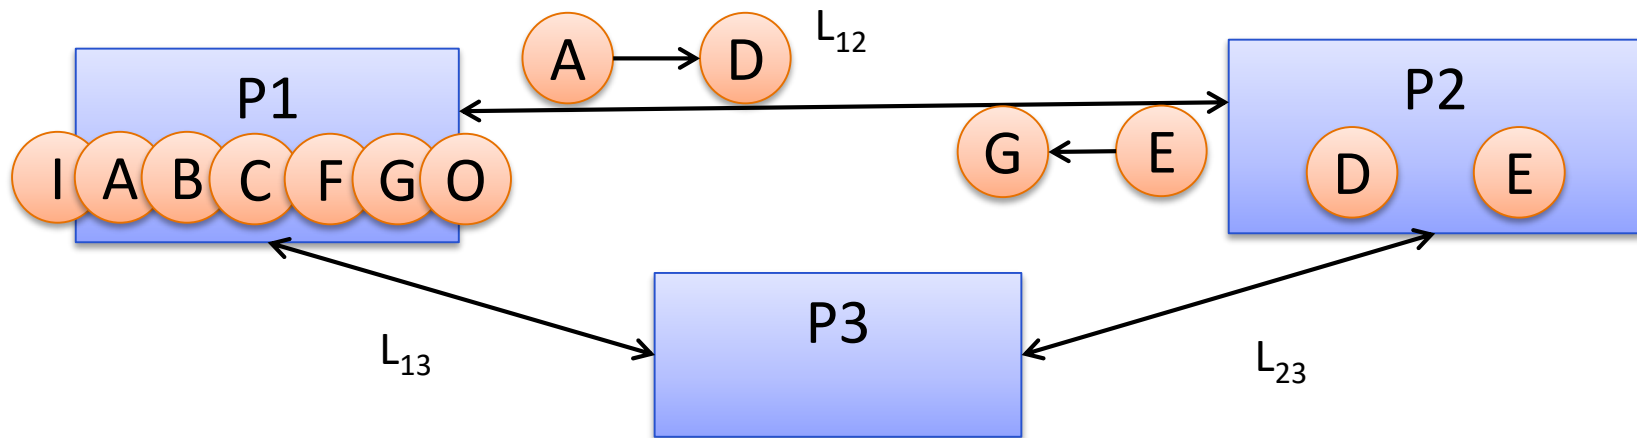 L12
A D
P1
P2
G E
I A B C F G O
D E
P3
L13
L23